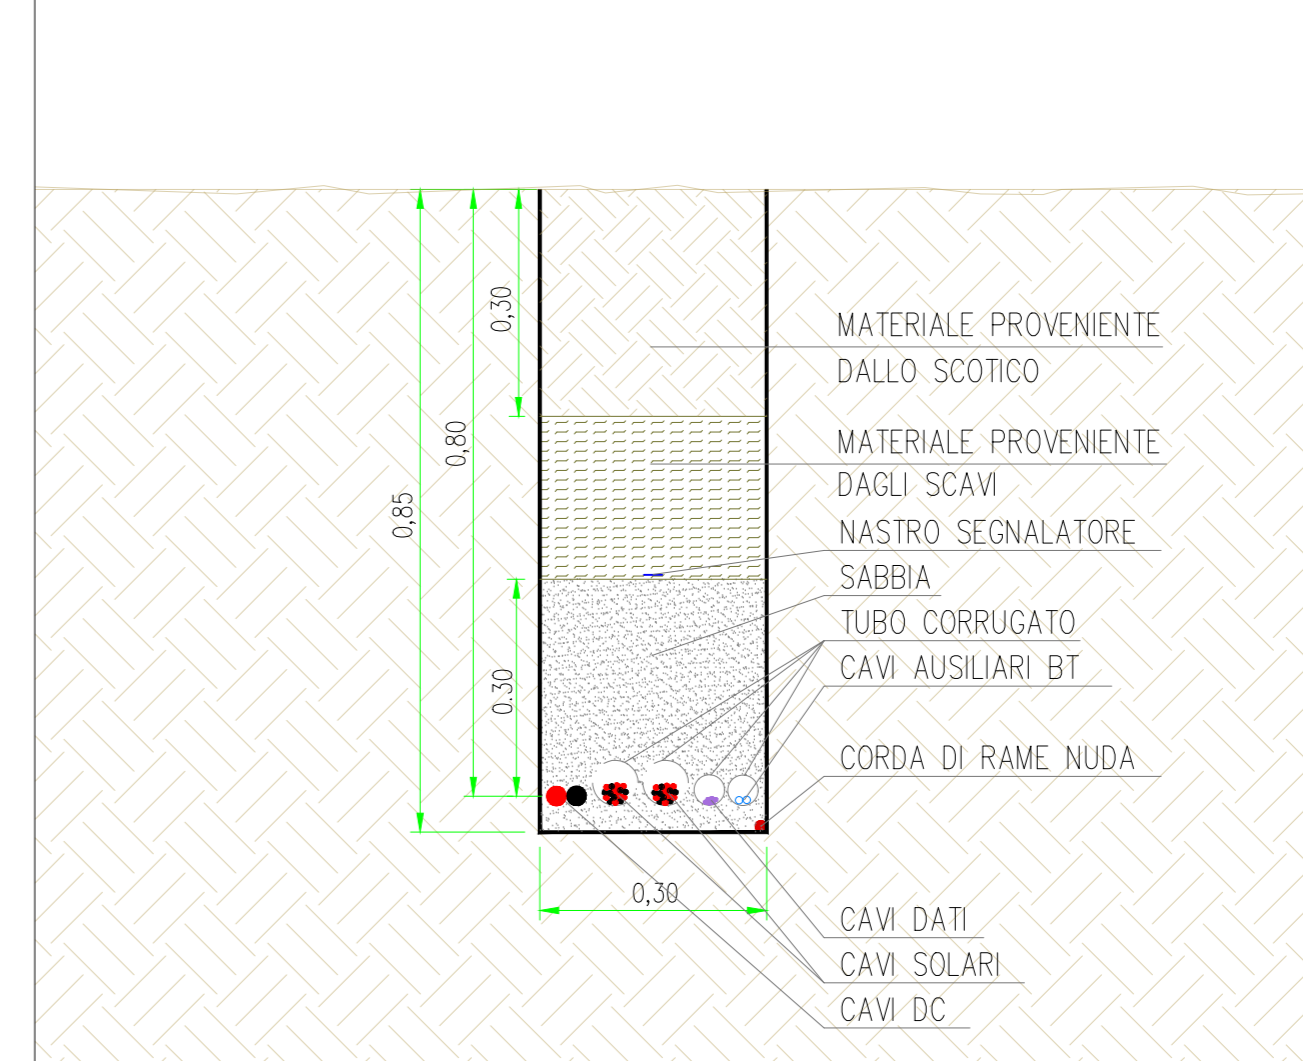 0,30
0,80
0,85
0.30
0,30
MATERIALE PROVENIENTE
DALLO SCOTICO
MATERIALE PROVENIENTE
DAGLI SCAVI
NASTRO SEGNALATORE
SABBIA
TUBO CORRUGATO
CAVI AUSILIARI BT
CORDA DI RAME NUDA
CAVI DATI
CAVI SOLARI
CAVI DC